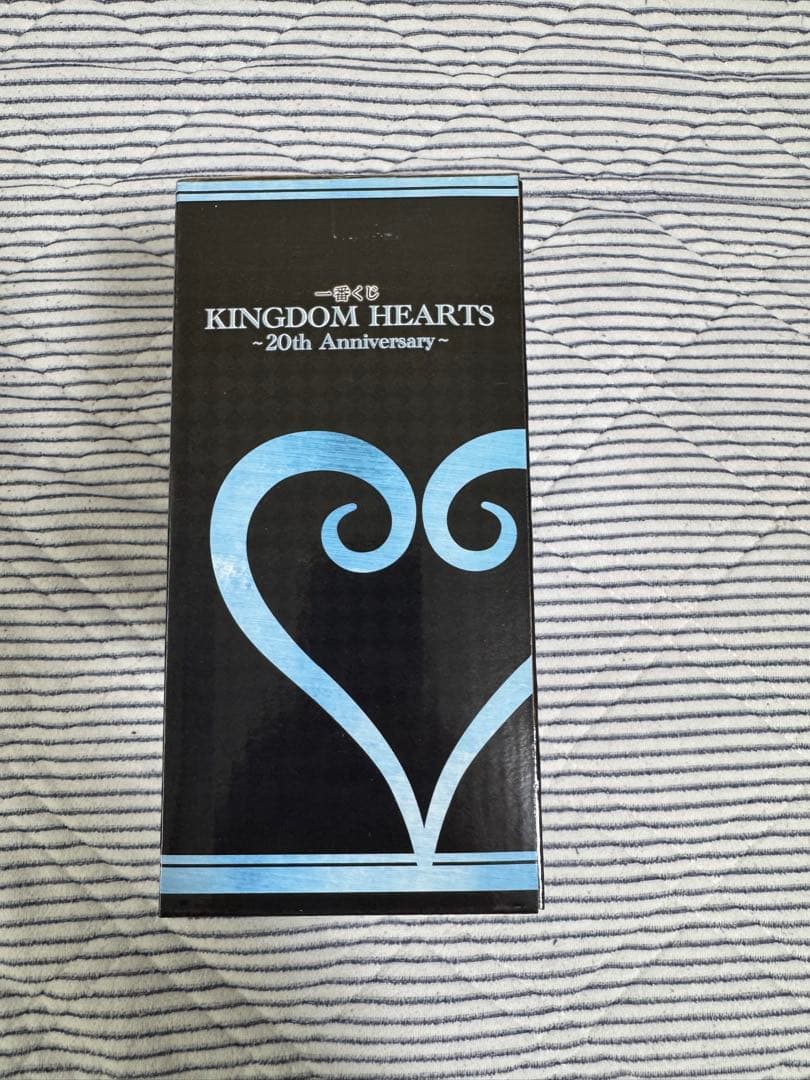 一番くじ
KINGDOM HEARTS
~20th Anniversary~